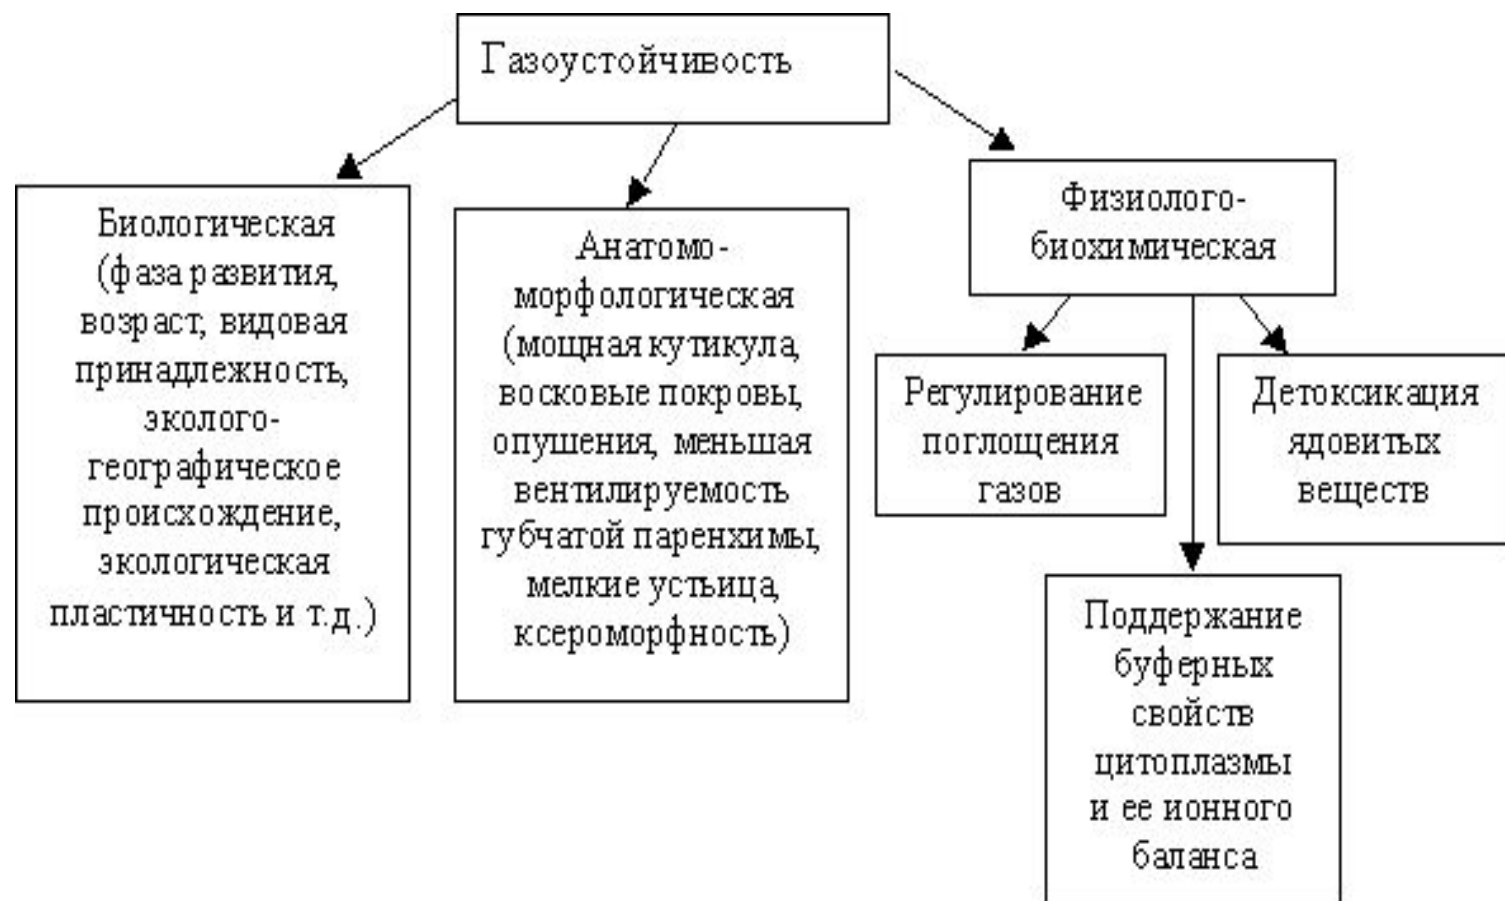 Газоустойчивость
Биологическая
(фаза развития,
возраст, видовая
принадлежность,
эколого-
географическое
происхождение,
экологическая
пластичность и т.д.)
Анатомо-
морфологическая
(мощная кутикула,
восковые покровы,
опушения, меньшая
вентилируемость
губчатой паренхимы,
мелкие устьица,
ксероморфность)
Физиолого-
биохимическая
Регулирование
поглощения
газов
Детоксикация
ядовитых
веществ
Поддержание
буферных
свойств
цитоплазмы
и ее ионного
баланса